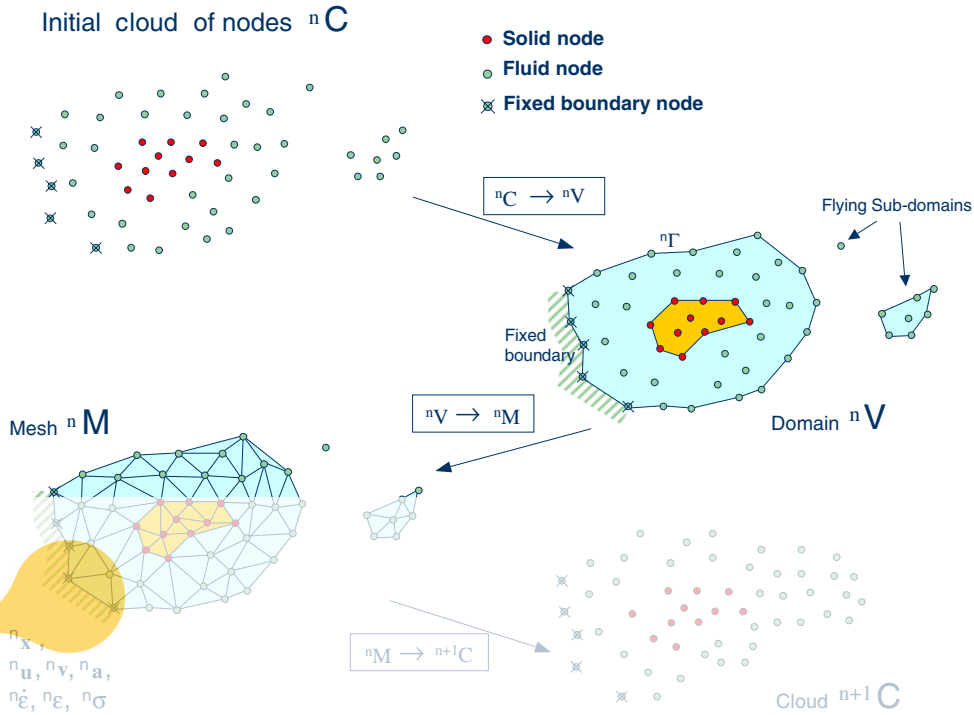 Initial cloud of nodes ⁿC
Solid node
Fluid node
Fixed boundary node
ⁿC → ⁿV
Flying Sub-domains
ⁿΓ
Fixed
boundary
ⁿV → ⁿM
Domain ⁿV
Mesh ⁿM
ⁿM → ⁿ⁺¹C
ⁿx ,
ⁿu, ⁿv, ⁿa,
ⁿε̇, ⁿε, ⁿσ
Cloud ⁿ⁺¹C